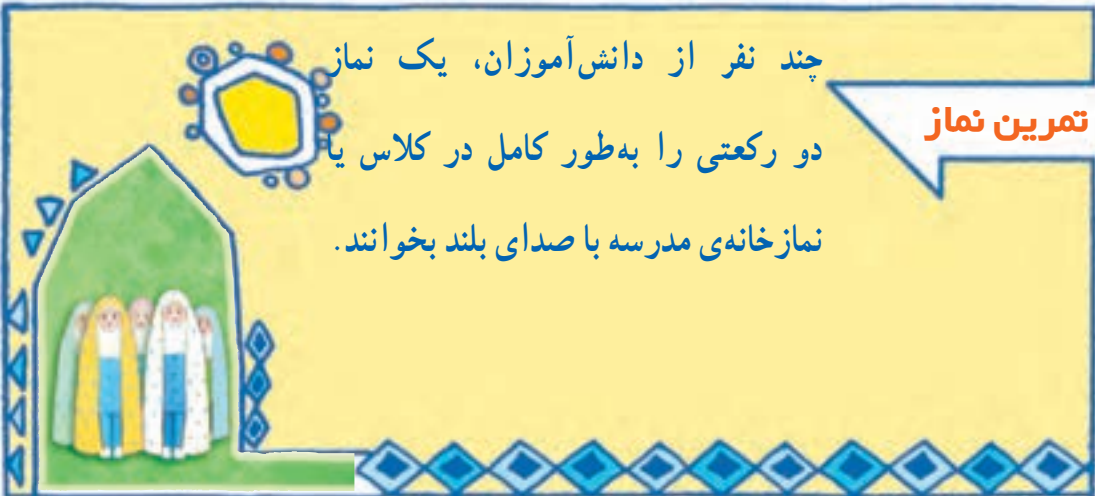 تمرین نماز
چند نفر از دانش‌آموزان، یک نماز
دو رکعتی را به‌طور کامل در کلاس یا
نمازخانه‌ی مدرسه با صدای بلند بخوانند.